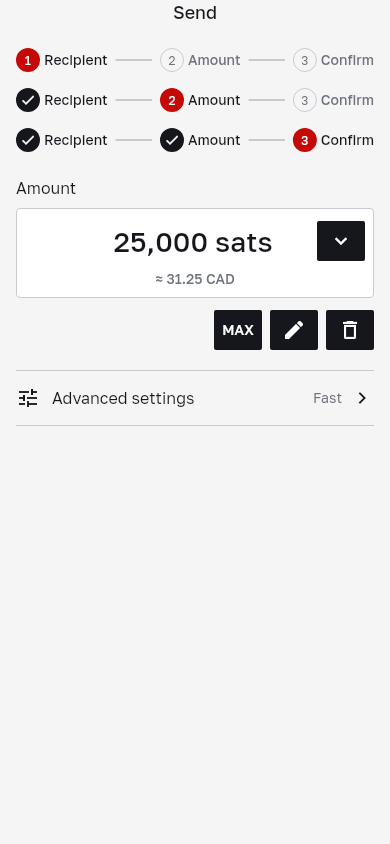 Send
1 Recipient 2 Amount 3 Confirm
Recipient 2 Amount 3 Confirm
Recipient Amount 3 Confirm
Amount
25,000 sats
≈ 31.25 CAD
MAX
Advanced settings Fast